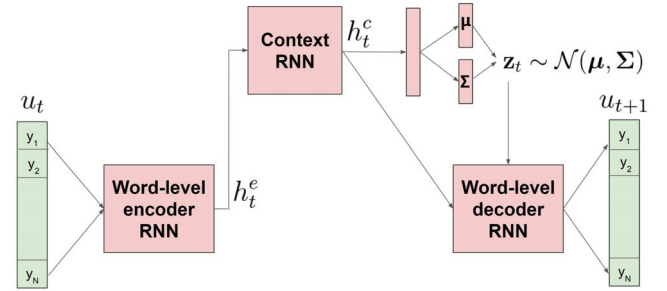 u_t
y_1
y_2
y_N
Word-level
encoder
RNN
h_t^e
Context
RNN
h_t^c
μ
Σ
z_t ∼ N(μ, Σ)
Word-level
decoder
RNN
u_{t+1}
y_1
y_2
y_N